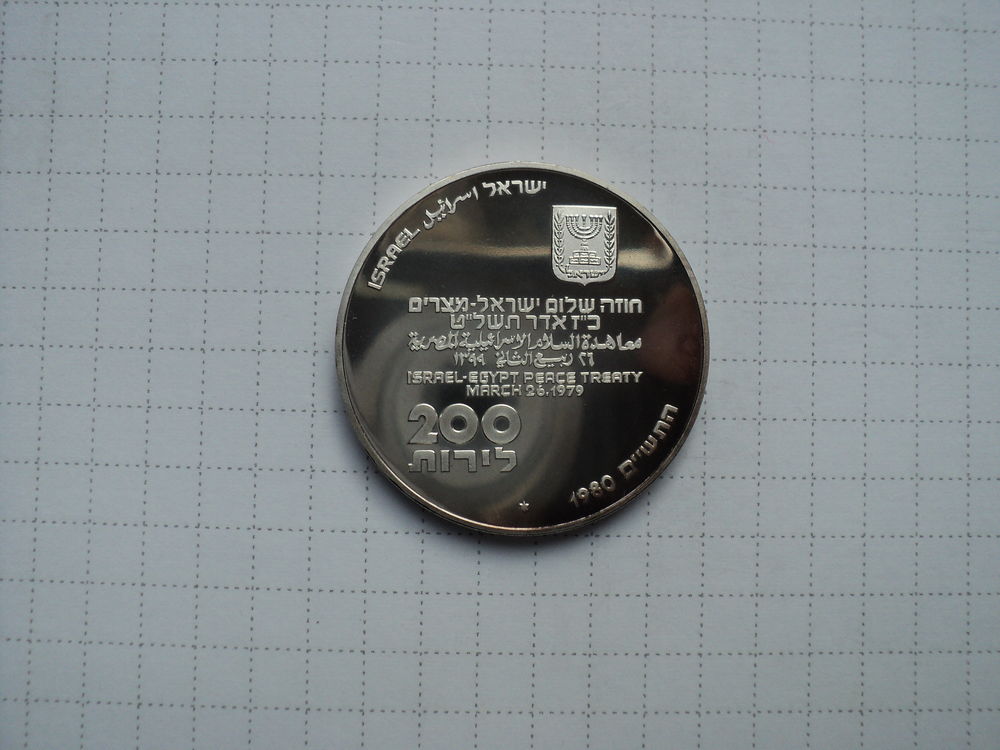 ישראל اسرائيل ISRAEL
ישראל
חוזה שלום ישראל-מצרים
כ"ז אדר תשל"ט
معاهدة السلام الاسرائيلية المصرية
٢٦ ربيع الثاني ١٣٩٩
ISRAEL-EGYPT PEACE TREATY
MARCH 26.1979
200
לירות
התש"ם 1980